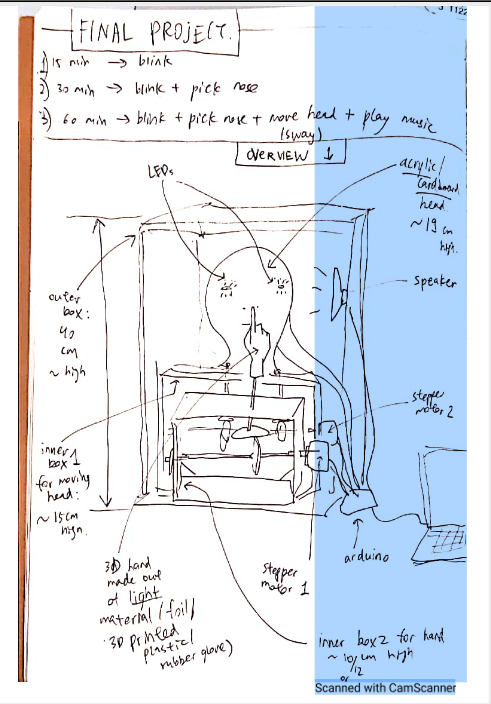 FINAL PROJECT.
1) 15 min → blink
2) 30 min → blink + pick nose
3) 60 min → blink + pick nose + move head + play music
(sway)
OVERVIEW ↓
LEDs
acrylic/
cardboard
head
~19 cm
high.
speaker
outer
box:
40
cm
~ high
stepper
motor 2
inner
box 1
for moving
head:
~15cm
high.
arduino
3D hand
made out
of light
material (foil/
3D printed
plastic/
rubber glove)
stepper
motor 1
inner box 2 for hand
~ 10 cm high
or 12
Scanned with CamScanner